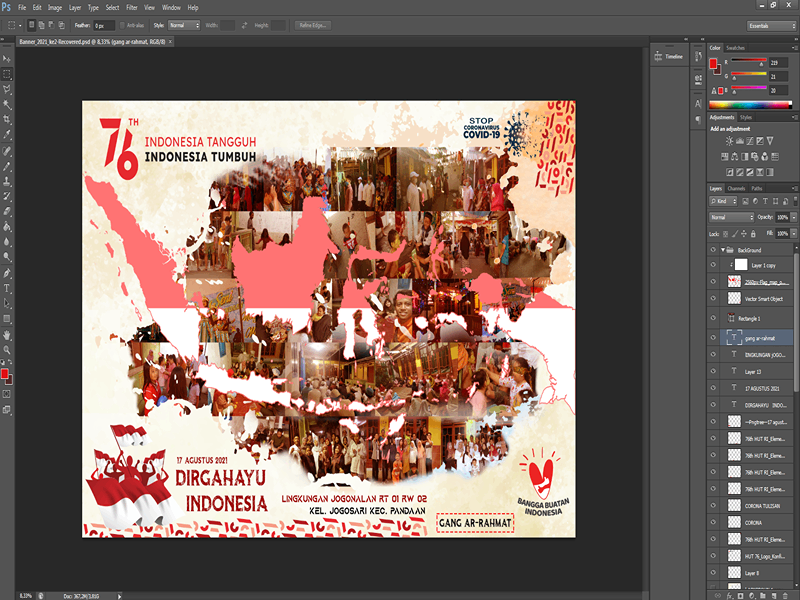 Ps File Edit Image Layer Type Select Filter View Window Help
Feather: 0 px Anti-alias Style: Normal Width: Height: Refine Edge...
Essentials
Banner_2021_ke2-Recovered.psd @ 8,33% (gang ar-rahmat, RGB/8)
Timeline
Color Swatches
R 219
G 21
B 20
Adjustments Styles
Add an adjustment
Layers Channels Paths
Kind
Normal Opacity: 100%
Lock: Fill: 100%
BackGround
Layer 1 copy
Vector Smart Object
Rectangle 1
gang ar-rahmat
LINGKUNGAN JOGO...
Layer 13
17 AGUSTUS 2021
DIRGAHAYU INDO...
76th HUT RI_Eleme...
76th HUT RI_Eleme...
76th HUT RI_Eleme...
76th HUT RI_Eleme...
CORONA TULISAN
CORONA
76th HUT RI_Eleme...
HUT 76_Logo_Konfi...
Layer 8
76TH
INDONESIA TANGGUH
INDONESIA TUMBUH
STOP
CORONAVIRUS
COVID-19
17 AGUSTUS 2021
DIRGAHAYU
INDONESIA
LINGKUNGAN JOGONALAN RT 01 RW 02
KEL. JOGOSARI KEC. PANDAAN
GANG AR-RAHMAT
BANGGA BUATAN
INDONESIA
8,33% Doc: 367,2M/3,81G